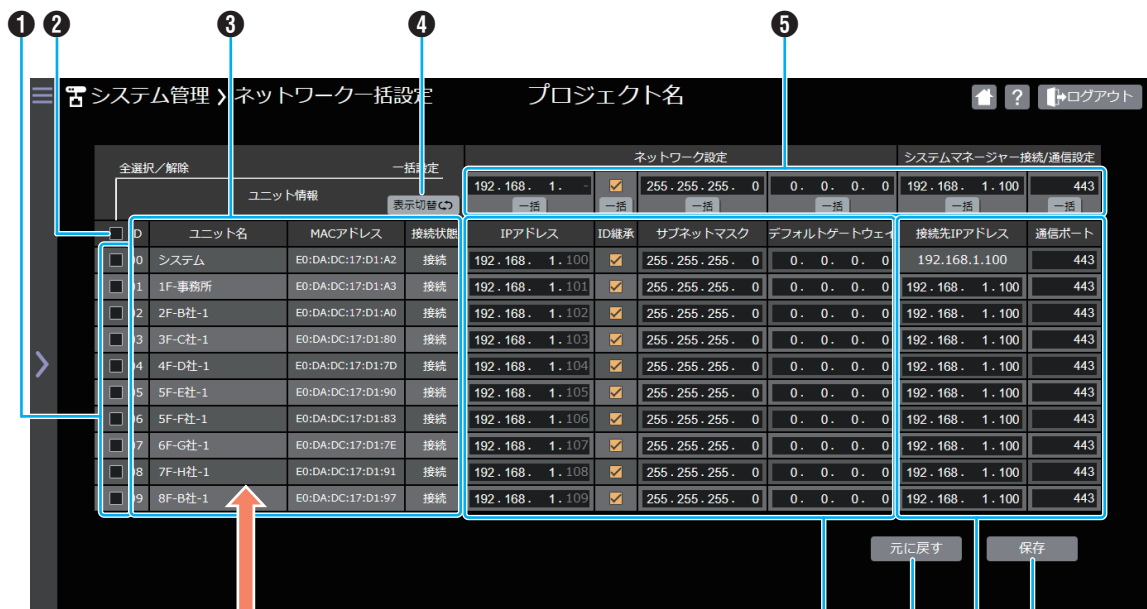 ❶ ❷ ❸ ❹ ❺
システム管理 > ネットワーク一括設定 プロジェクト名 ? ログアウト
全選択/解除 一括設定 ネットワーク設定 システムマネージャー接続/通信設定
ユニット情報 表示切替 192.168. 1. - 255.255.255. 0 0. 0. 0. 0 192.168. 1.100 443
一括 一括 一括 一括 一括 一括
ID ユニット名 MACアドレス 接続状態 IPアドレス ID継承 サブネットマスク デフォルトゲートウェイ 接続先IPアドレス 通信ポート
00 システム E0:DA:DC:17:D1:A2 接続 192.168. 1.100 255.255.255. 0 0. 0. 0. 0 192.168.1.100 443
01 1F-事務所 E0:DA:DC:17:D1:A3 接続 192.168. 1.101 255.255.255. 0 0. 0. 0. 0 192.168. 1.100 443
02 2F-B社-1 E0:DA:DC:17:D1:A0 接続 192.168. 1.102 255.255.255. 0 0. 0. 0. 0 192.168. 1.100 443
03 3F-C社-1 E0:DA:DC:17:D1:80 接続 192.168. 1.103 255.255.255. 0 0. 0. 0. 0 192.168. 1.100 443
04 4F-D社-1 E0:DA:DC:17:D1:7D 接続 192.168. 1.104 255.255.255. 0 0. 0. 0. 0 192.168. 1.100 443
05 5F-E社-1 E0:DA:DC:17:D1:90 接続 192.168. 1.105 255.255.255. 0 0. 0. 0. 0 192.168. 1.100 443
06 5F-F社-1 E0:DA:DC:17:D1:83 接続 192.168. 1.106 255.255.255. 0 0. 0. 0. 0 192.168. 1.100 443
07 6F-G社-1 E0:DA:DC:17:D1:7E 接続 192.168. 1.107 255.255.255. 0 0. 0. 0. 0 192.168. 1.100 443
08 7F-H社-1 E0:DA:DC:17:D1:91 接続 192.168. 1.108 255.255.255. 0 0. 0. 0. 0 192.168. 1.100 443
09 8F-B社-1 E0:DA:DC:17:D1:97 接続 192.168. 1.109 255.255.255. 0 0. 0. 0. 0 192.168. 1.100 443
元に戻す 保存